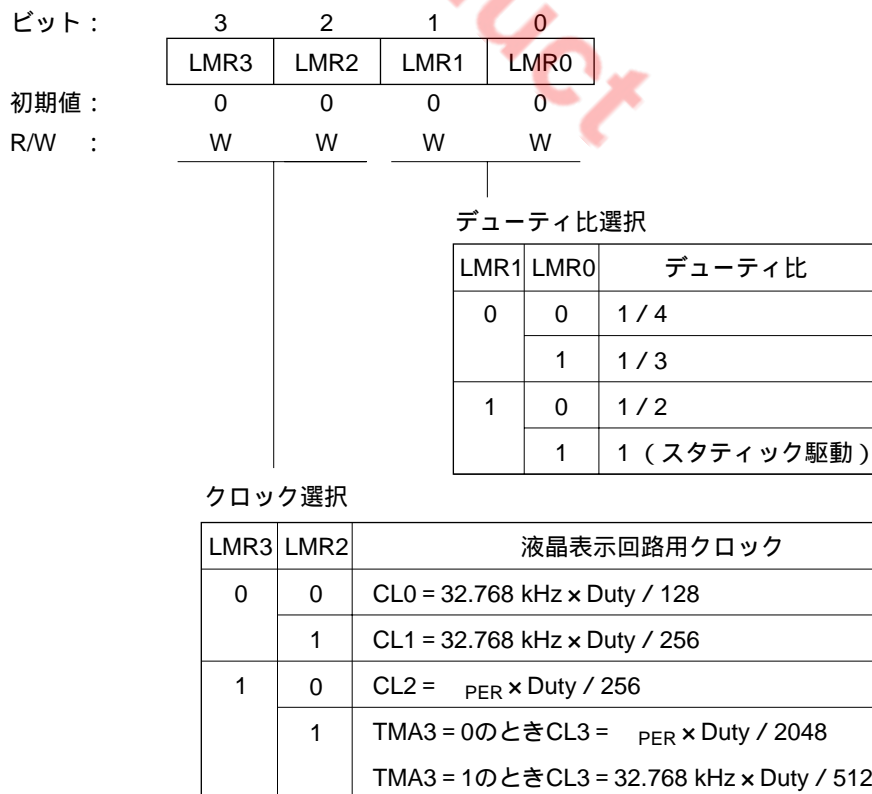 ビット： 3 2 1 0
LMR3 LMR2 LMR1 LMR0
初期値： 0 0 0 0
R/W ： W W W W
uct
デューティ比選択
LMR1 LMR0 デューティ比
0 0 1／4
1 1／3
1 0 1／2
1 1（スタティック駆動）
クロック選択
LMR3 LMR2 液晶表示回路用クロック
0 0 CL0＝32.768 kHz×Duty／128
1 CL1＝32.768 kHz×Duty／256
1 0 CL2＝ PER×Duty／256
1 TMA3＝0のときCL3＝ PER×Duty／2048
TMA3＝1のときCL3＝32.768 kHz×Duty／512